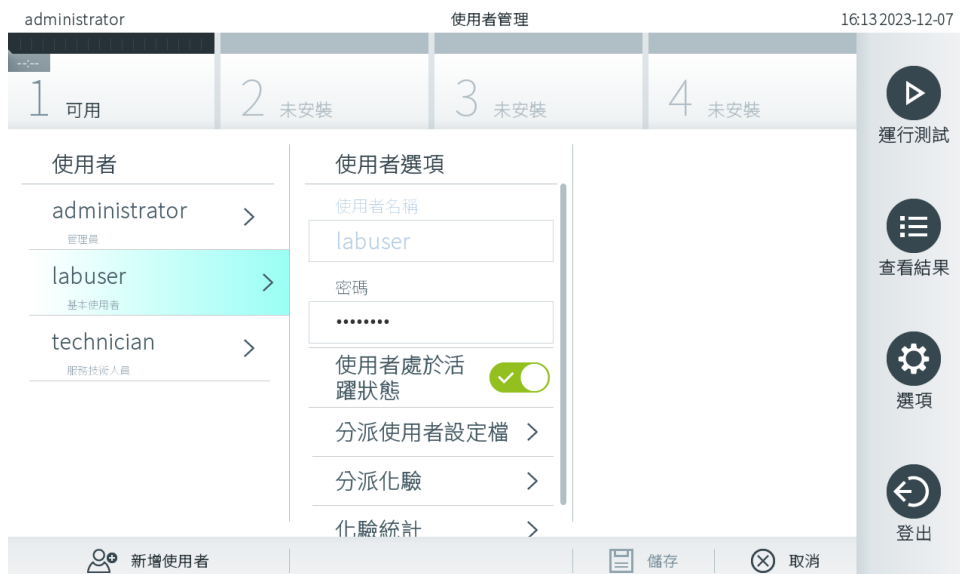 administrator
使用者管理
16:13 2023-12-07
--:--
1 可用
2 未安裝
3 未安裝
4 未安裝
運行測試
查看結果
選項
登出
使用者
administrator
管理員
labuser
基本使用者
technician
服務技術人員
使用者選項
使用者名稱
labuser
密碼
••••••••
使用者處於活
躍狀態
分派使用者設定檔
分派化驗
化驗統計
新增使用者
儲存
取消